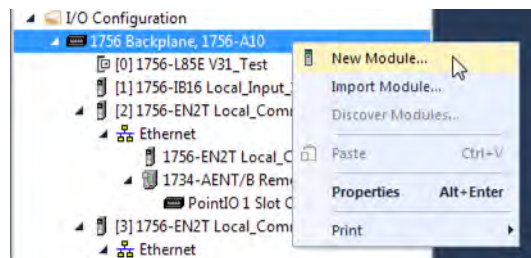 I/O Configuration
1756 Backplane, 1756-A10
[0] 1756-L85E V31_Test
[1] 1756-IB16 Local_Input_
[2] 1756-EN2T Local_Com
Ethernet
1756-EN2T Local_C
1734-AENT/B Rem
PointIO 1 Slot C
[3] 1756-EN2T Local_Com
Ethernet
New Module...
Import Module...
Discover Modules...
Paste Ctrl+V
Properties Alt+Enter
Print